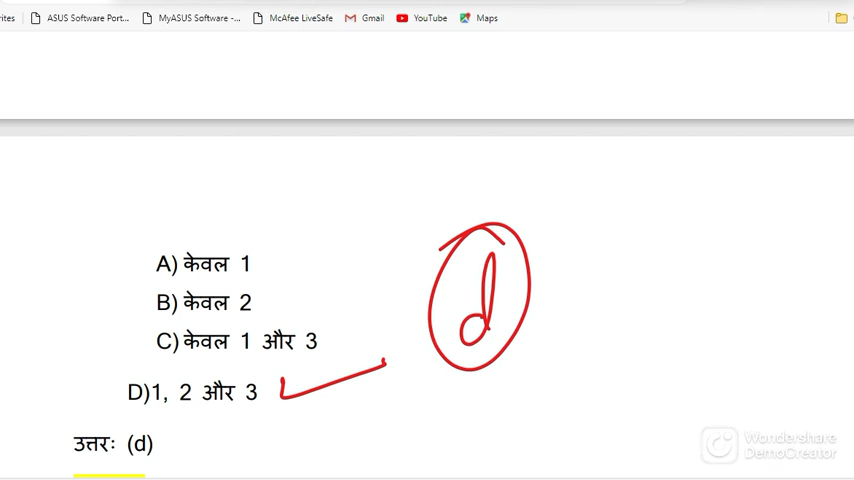 rites ASUS Software Port... MyASUS Software -... McAfee LiveSafe Gmail YouTube Maps
A) केवल 1
B) केवल 2
C) केवल 1 और 3
d
D)1, 2 और 3
उत्तरः (d)
Wondershare
DemoCreator